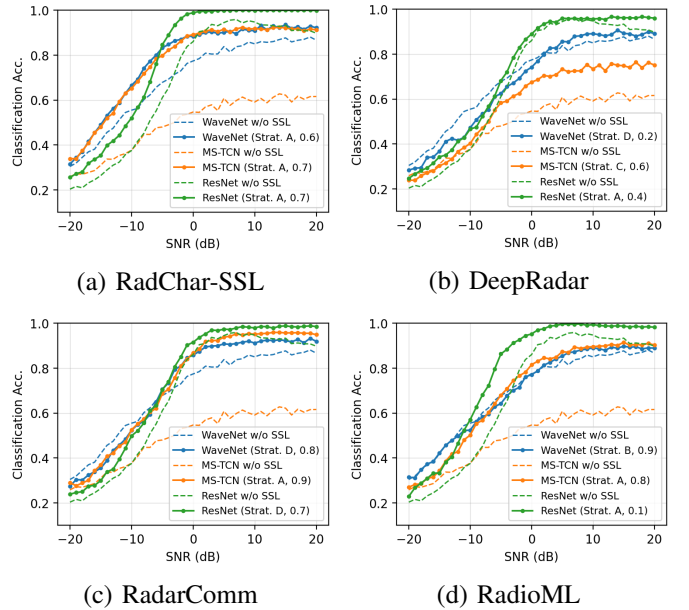 1.0
0.8
0.6
0.4
0.2
Classification Acc.
WaveNet w/o SSL
WaveNet (Strat. A, 0.6)
MS-TCN w/o SSL
MS-TCN (Strat. A, 0.7)
ResNet w/o SSL
ResNet (Strat. A, 0.7)
−20 −10 0 10 20
SNR (dB)
(a) RadChar-SSL
1.0
0.8
0.6
0.4
0.2
Classification Acc.
WaveNet w/o SSL
WaveNet (Strat. D, 0.2)
MS-TCN w/o SSL
MS-TCN (Strat. C, 0.6)
ResNet w/o SSL
ResNet (Strat. A, 0.4)
−20 −10 0 10 20
SNR (dB)
(b) DeepRadar
1.0
0.8
0.6
0.4
0.2
Classification Acc.
WaveNet w/o SSL
WaveNet (Strat. D, 0.8)
MS-TCN w/o SSL
MS-TCN (Strat. A, 0.9)
ResNet w/o SSL
ResNet (Strat. D, 0.7)
−20 −10 0 10 20
SNR (dB)
(c) RadarComm
1.0
0.8
0.6
0.4
0.2
Classification Acc.
WaveNet w/o SSL
WaveNet (Strat. B, 0.9)
MS-TCN w/o SSL
MS-TCN (Strat. A, 0.8)
ResNet w/o SSL
ResNet (Strat. A, 0.1)
−20 −10 0 10 20
SNR (dB)
(d) RadioML